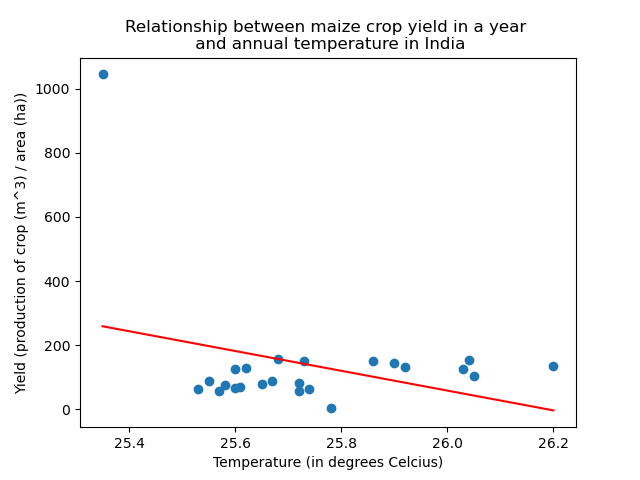 Relationship between maize crop yield in a year
and annual temperature in India
Yield (production of crop (m^3) / area (ha))
1000
800
600
400
200
0
25.4 25.6 25.8 26.0 26.2
Temperature (in degrees Celcius)